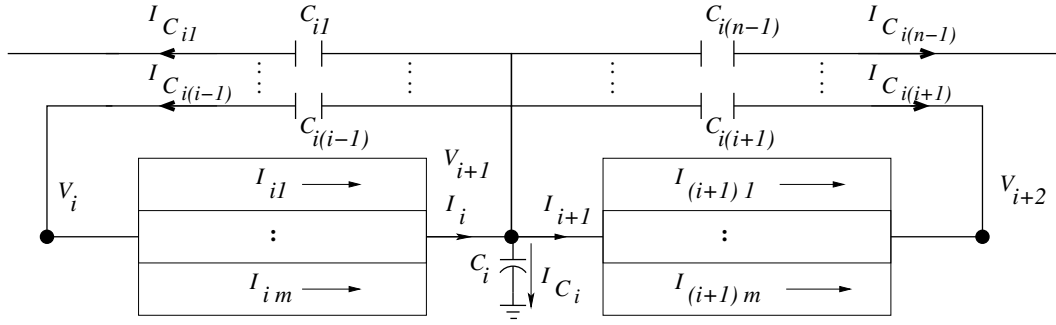 I_{C_{i1}} C_{i1} C_{i(n-1)} I_{C_{i(n-1)}}
I_{C_{i(i-1)}} C_{i(i-1)} C_{i(i+1)} I_{C_{i(i+1)}}
V_i I_{i1} V_{i+1} I_{(i+1) 1} V_{i+2}
: I_i I_{i+1} :
I_{i m} C_i I_{C_i} I_{(i+1) m}